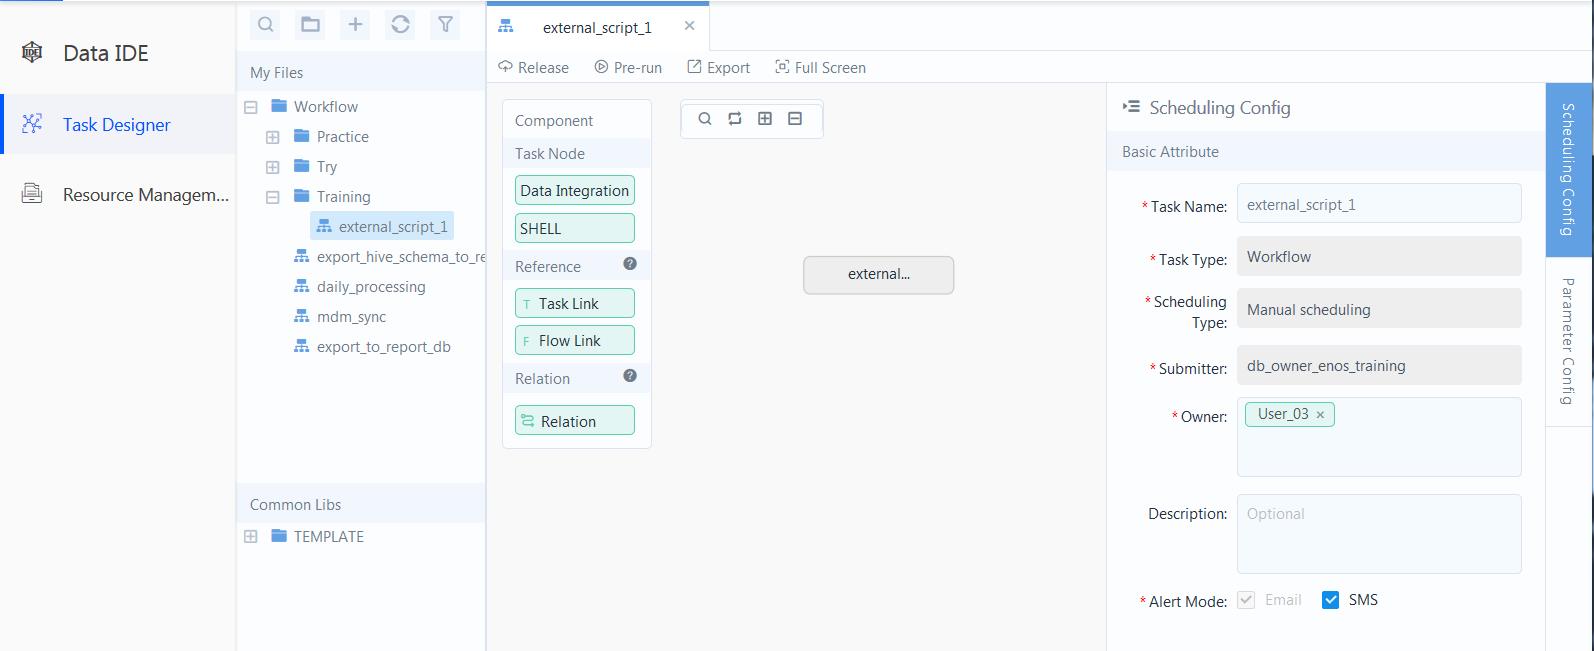 Data IDE
Task Designer
Resource Managem...
My Files
Workflow
Practice
Try
Training
external_script_1
export_hive_schema_to_re
daily_processing
mdm_sync
export_to_report_db
Common Libs
TEMPLATE
external_script_1
Release
Pre-run
Export
Full Screen
Component
Task Node
Data Integration
SHELL
Reference
T Task Link
F Flow Link
Relation
Relation
external...
Scheduling Config
Basic Attribute
* Task Name: external_script_1
* Task Type: Workflow
* Scheduling
Type: Manual scheduling
* Submitter: db_owner_enos_training
* Owner: User_03
Description: Optional
* Alert Mode: Email SMS
Scheduling Config
Parameter Config